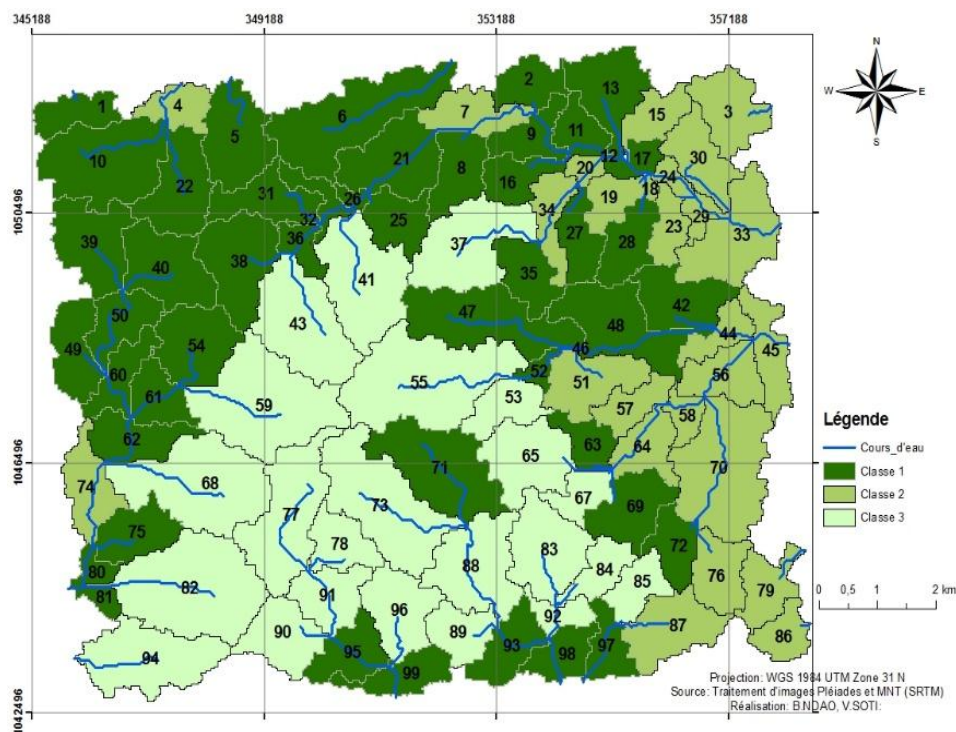 345188 349188 353188 357188
N
W E
S
1050496
1046496
1042496
1 4 5 6 7 2 13 15 3
10 22 21 8 9 11 12 17 30
31 26 16 20 18 24
32 25 34 19 29
36 37 27 23 33
39 40 38 41 35 28
50 43 47 48 42 44
49 54 46 45
60 61 59 55 52 51 56
62 53 57 58
74 68 71 65 63 64 70
75 77 73 67 69
80 82 78 88 83 84 72 76
81 91 85 79
94 90 96 89 92 87 86
95 99 93 98 97
Légende
Cours_d'eau
Classe 1
Classe 2
Classe 3
0 0,5 1 2 km
Projection: WGS 1984 UTM Zone 31 N
Source: Traitement d'images Pléiades et MNT (SRTM)
Réalisation: B.NDAO, V.SOTI: